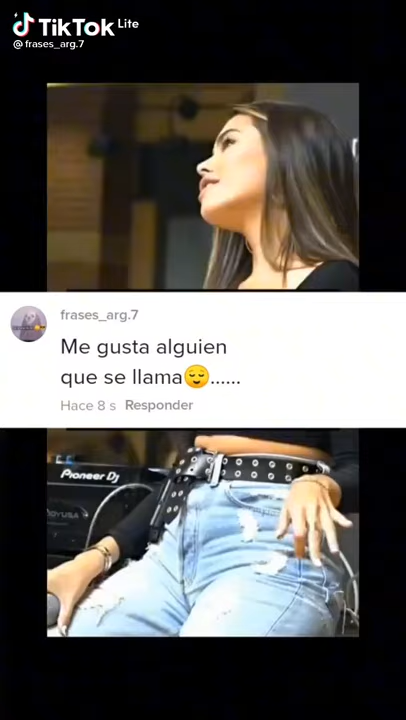 TikTok Lite
@frases_arg.7
frases_arg.7
Me gusta alguien
que se llama😌......
Hace 8 s Responder
Pioneer Dj